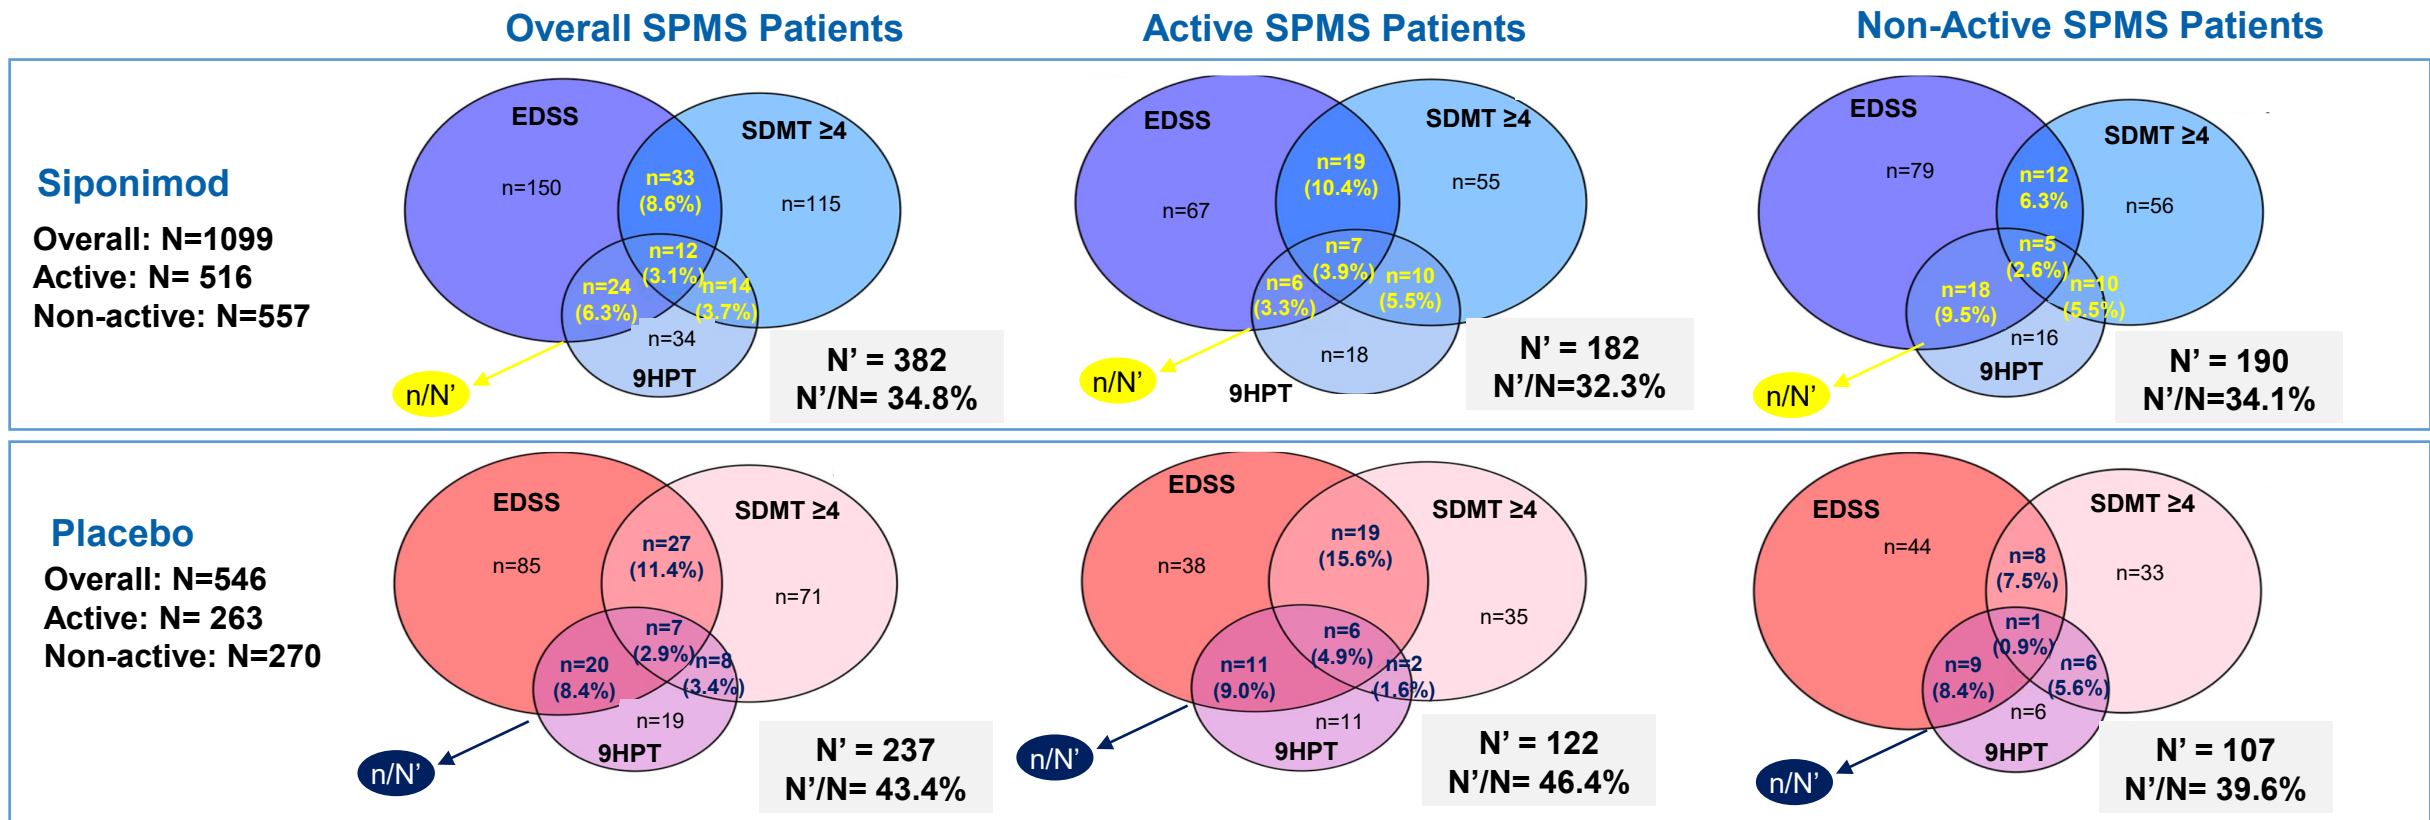 Overall SPMS Patients
Active SPMS Patients
Non-Active SPMS Patients
Siponimod
Overall: N=1099
Active: N= 516
Non-active: N=557
EDSS
SDMT ≥4
n=150
n=33
(8.6%)
n=115
n=12
(3.1%)
n=24
(6.3%)
n=14
(3.7%)
n=34
9HPT
n/N’
N’ = 382
N’/N= 34.8%
EDSS
SDMT ≥4
n=67
n=19
(10.4%)
n=55
n=7
(3.9%)
n=6
(3.3%)
n=10
(5.5%)
n=18
9HPT
n/N’
N’ = 182
N’/N=32.3%
EDSS
SDMT ≥4
n=79
n=12
6.3%
n=56
n=5
(2.6%)
n=18
(9.5%)
n=10
(5.5%)
n=16
9HPT
n/N’
N’ = 190
N’/N=34.1%
Placebo
Overall: N=546
Active: N= 263
Non-active: N=270
EDSS
SDMT ≥4
n=85
n=27
(11.4%)
n=71
n=7
(2.9%)
n=20
(8.4%)
n=8
(3.4%)
n=19
9HPT
n/N’
N’ = 237
N’/N= 43.4%
EDSS
SDMT ≥4
n=38
n=19
(15.6%)
n=35
n=6
(4.9%)
n=11
(9.0%)
n=2
(1.6%)
n=11
9HPT
n/N’
N’ = 122
N’/N= 46.4%
EDSS
SDMT ≥4
n=44
n=8
(7.5%)
n=33
n=1
(0.9%)
n=9
(8.4%)
n=6
(5.6%)
n=6
9HPT
n/N’
N’ = 107
N’/N= 39.6%